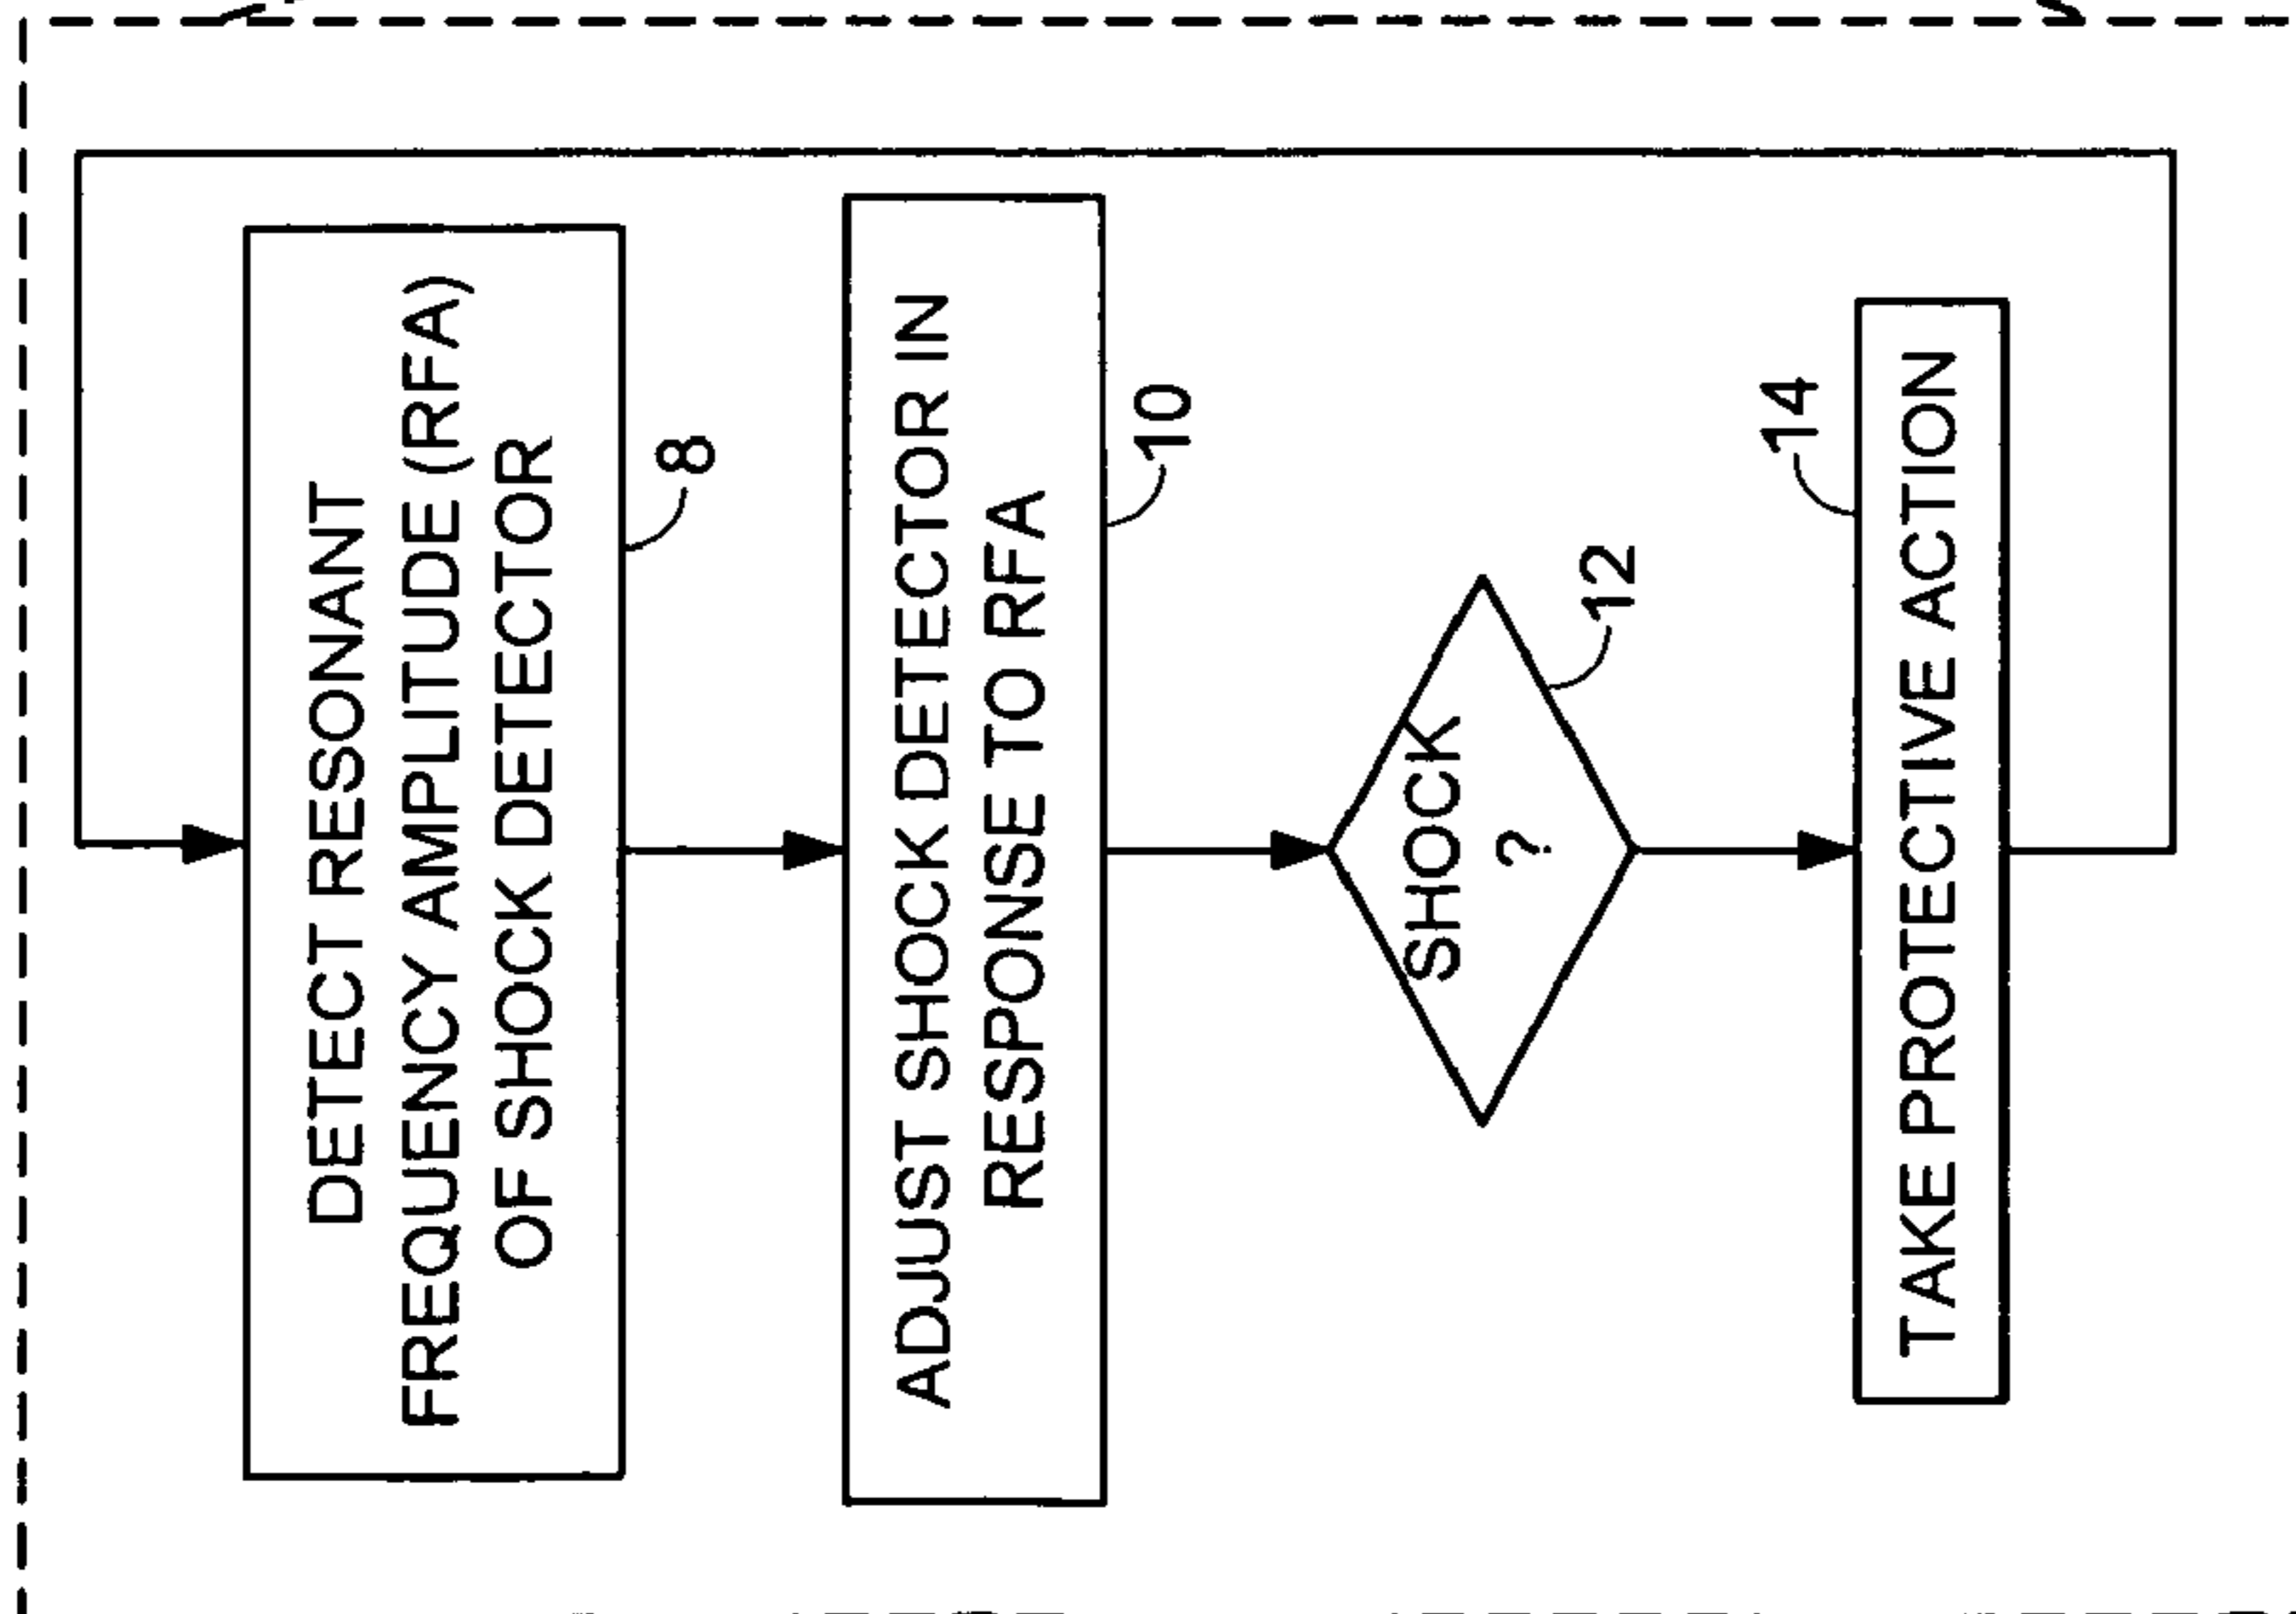 DETECT RESONANT
FREQUENCY AMPLITUDE (RFA)
OF SHOCK DETECTOR
8
ADJUST SHOCK DETECTOR IN
RESPONSE TO RFA
10
SHOCK
?
12
14
TAKE PROTECTIVE ACTION